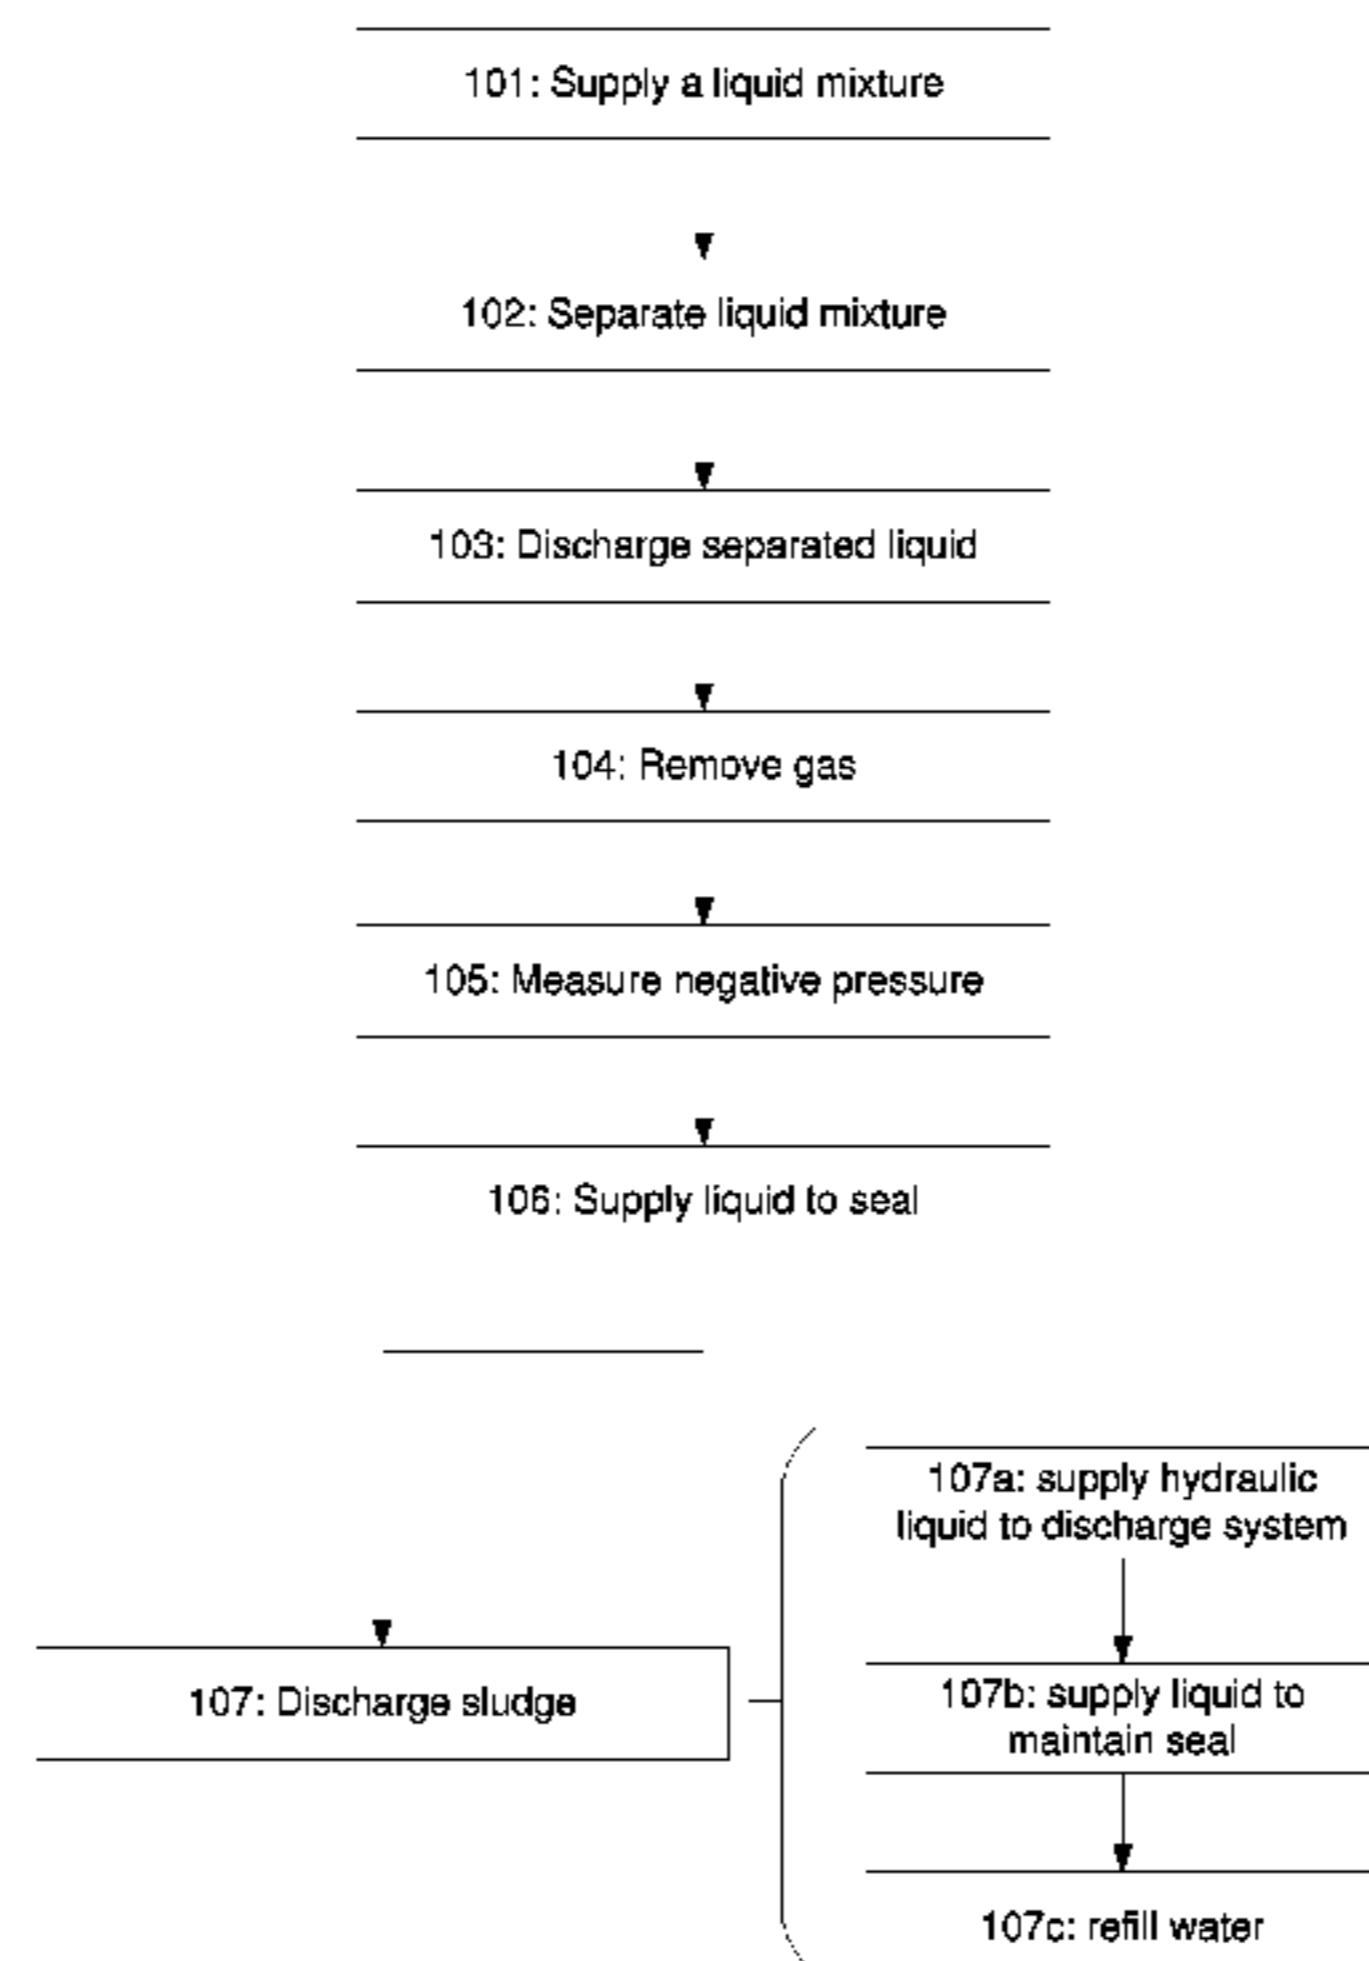 101: Supply a liquid mixture
102: Separate liquid mixture
103: Discharge separated liquid
104: Remove gas
105: Measure negative pressure
106: Supply liquid to seal
107: Discharge sludge
107a: supply hydraulic
liquid to discharge system
107b: supply liquid to
maintain seal
107c: refill water